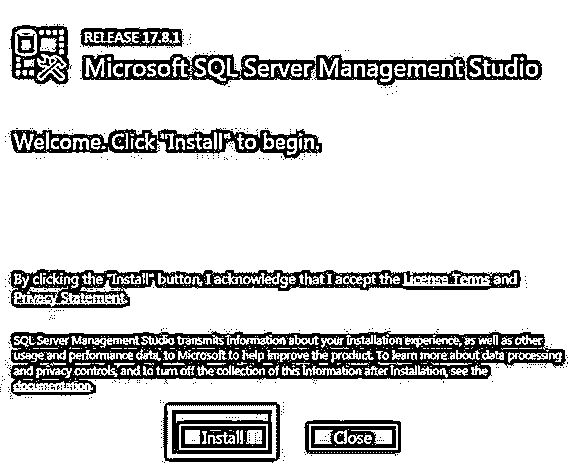 RELEASE 17.8.1
Microsoft SQL Server Management Studio
Welcome. Click "Install" to begin.
By clicking the "Install" button, I acknowledge that I accept the License Terms and
Privacy Statement.
SQL Server Management Studio transmits information about your installation experience, as well as other
usage and performance data, to Microsoft to help improve the product. To learn more about data processing
and privacy controls, and to turn off the collection of this information after installation, see the
documentation.
Install
Close